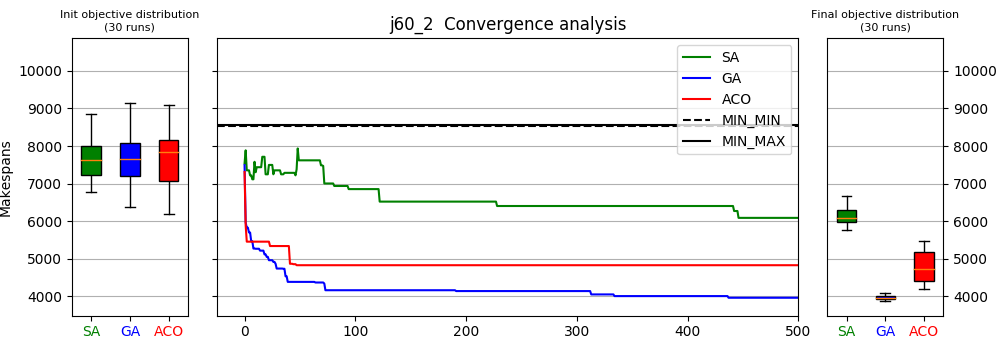 Init objective distribution
(30 runs)
j60_2  Convergence analysis
Final objective distribution
(30 runs)
Makespans
10000
9000
8000
7000
6000
5000
4000
SA GA ACO
SA
GA
ACO
MIN_MIN
MIN_MAX
0 100 200 300 400 500
10000
9000
8000
7000
6000
5000
4000
SA GA ACO